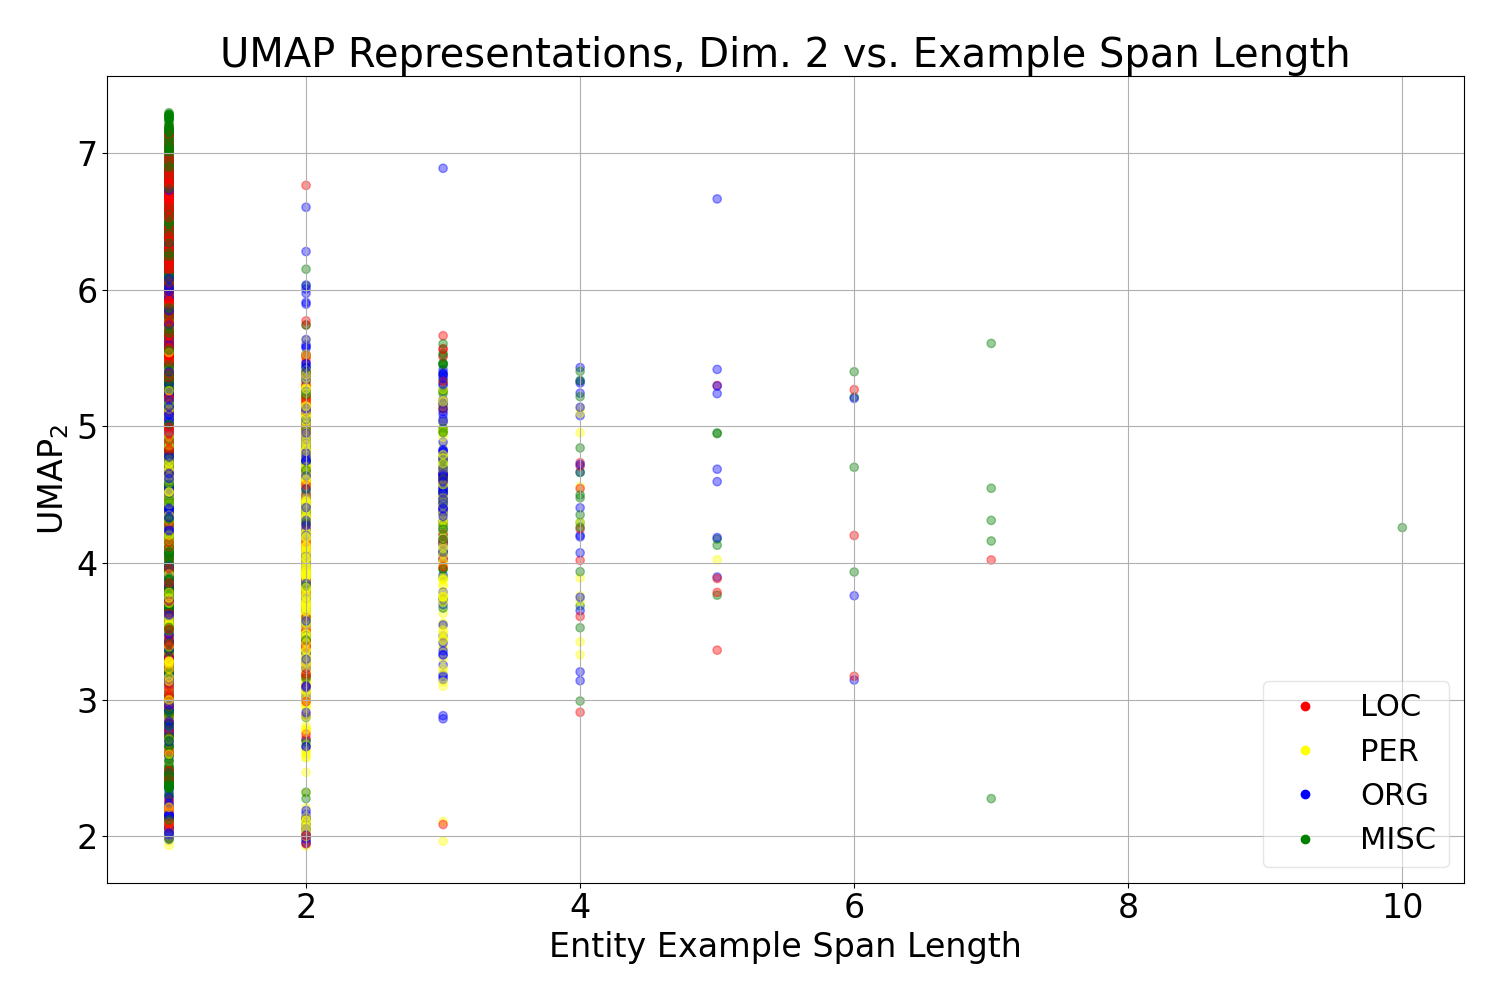 UMAP Representations, Dim. 2 vs. Example Span Length
7
6
5
4
3
2
UMAP₂
2 4 6 8 10
Entity Example Span Length
LOC
PER
ORG
MISC